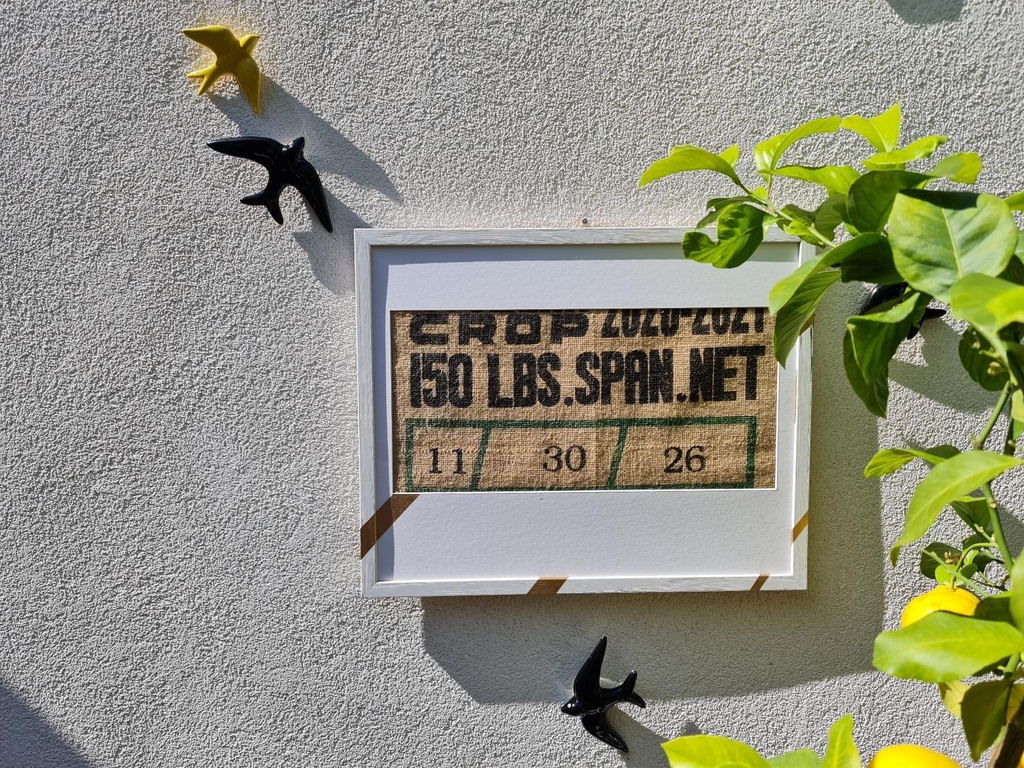 CROP 2020-2021
150 LBS.SPAN.NET
11 / 30 / 26